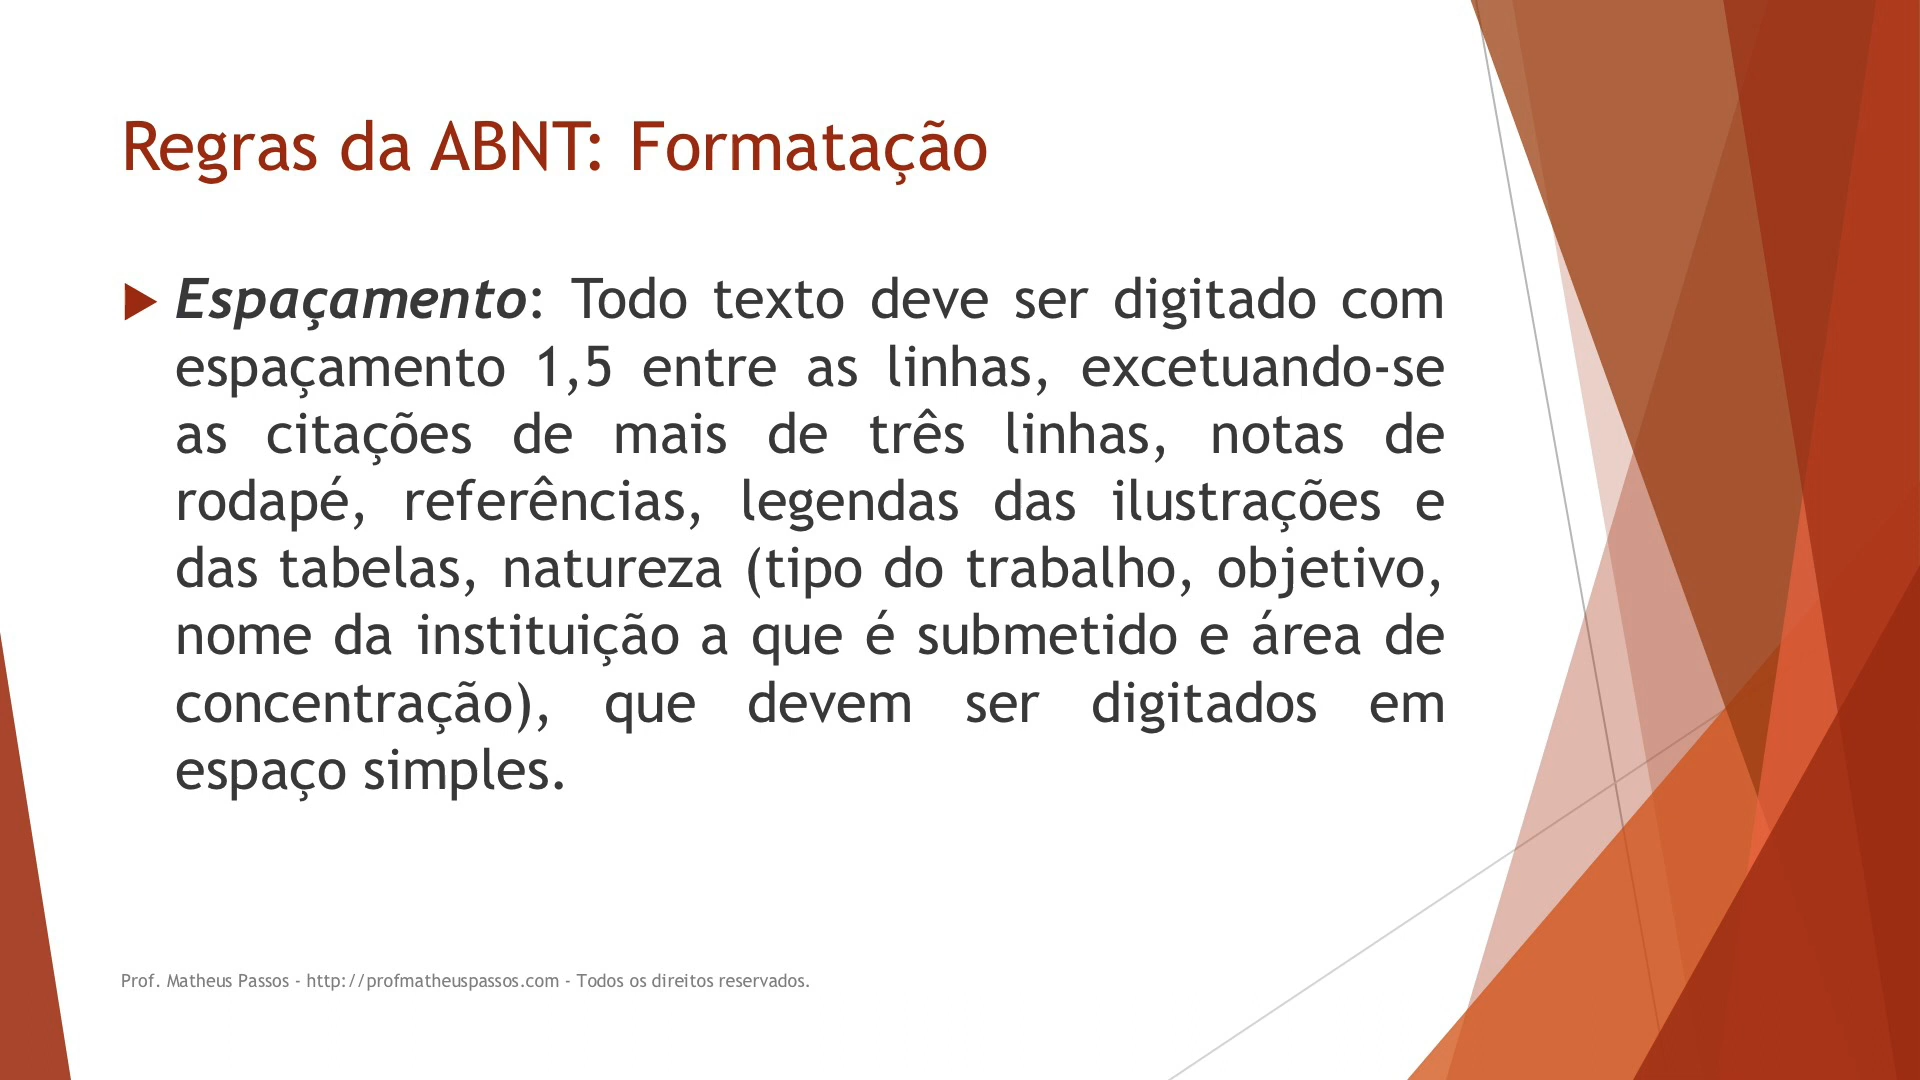 Regras da ABNT: Formatação
Espaçamento: Todo texto deve ser digitado com
espaçamento 1,5 entre as linhas, excetuando-se
as citações de mais de três linhas, notas de
rodapé, referências, legendas das ilustrações e
das tabelas, natureza (tipo do trabalho, objetivo,
nome da instituição a que é submetido e área de
concentração), que devem ser digitados em
espaço simples.
Prof. Matheus Passos - http://profmatheuspassos.com - Todos os direitos reservados.